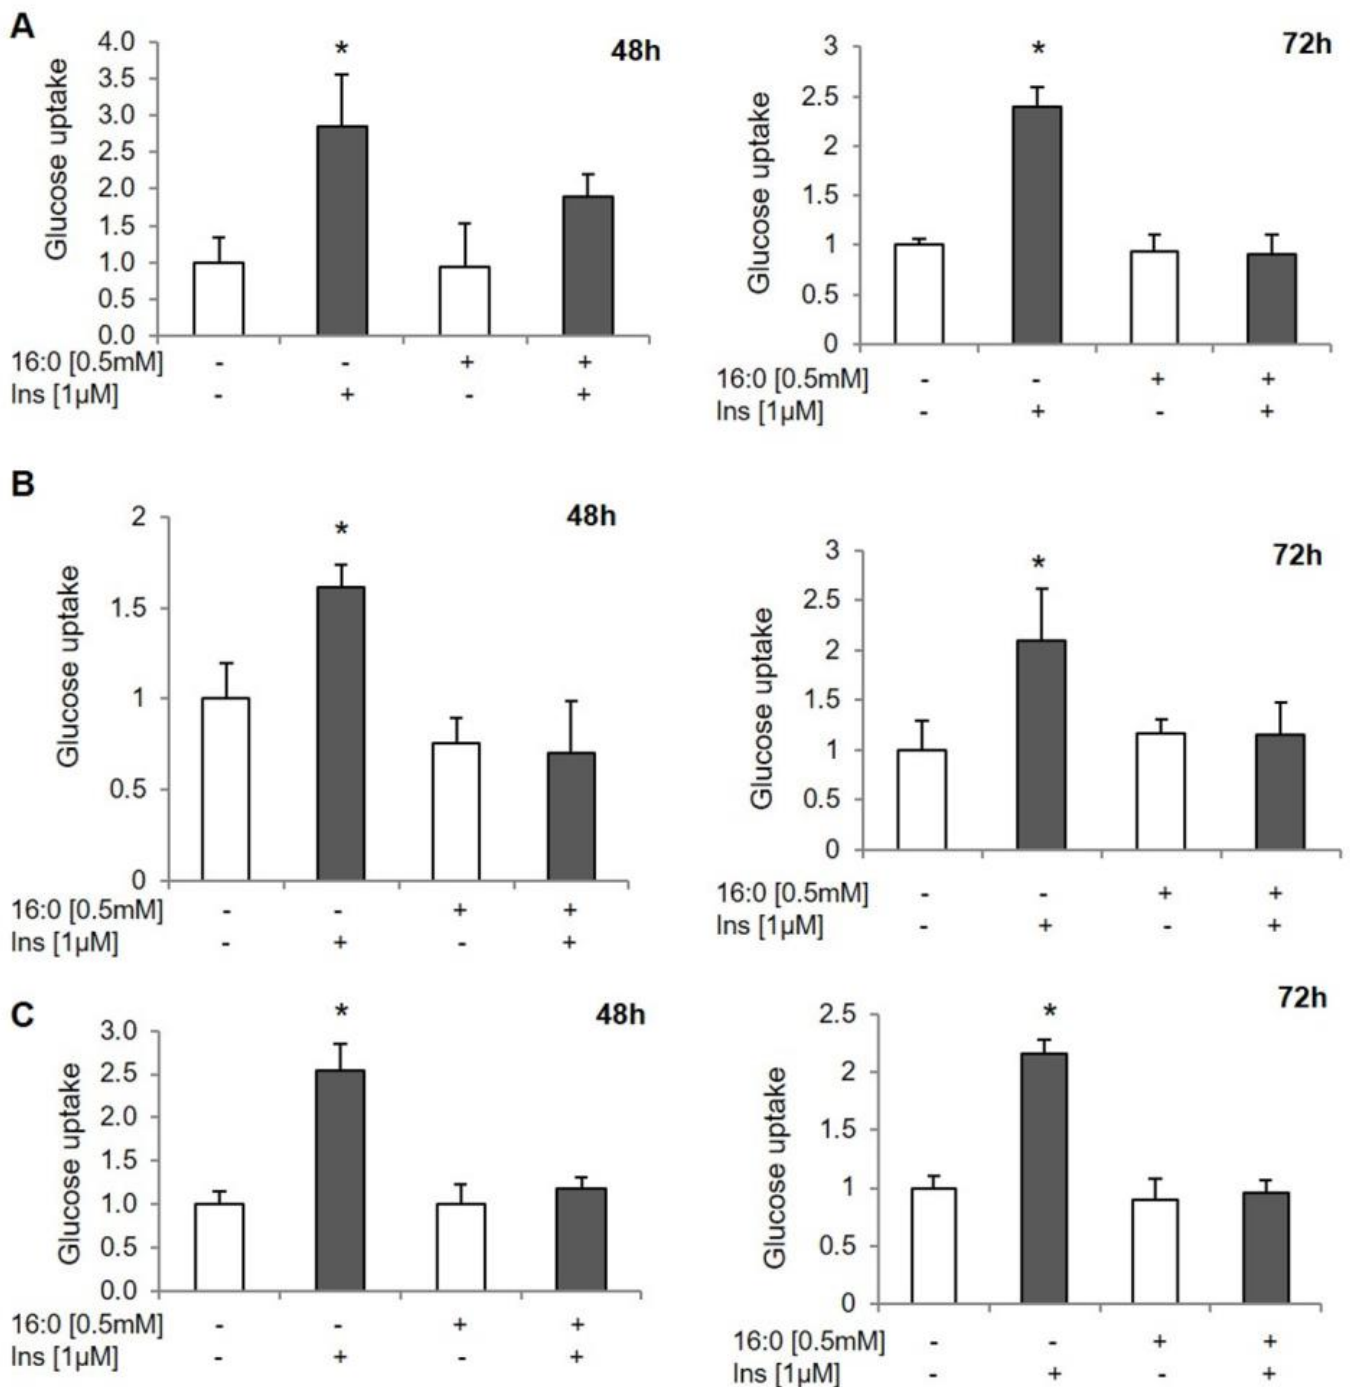 A
48h
*
Glucose uptake
4.0
3.5
3.0
2.5
2.0
1.5
1.0
0.5
0.0
16:0 [0.5mM] - - + +
Ins [1µM] - + - +
72h
*
Glucose uptake
3
2.5
2
1.5
1
0.5
0
16:0 [0.5mM] - - + +
Ins [1µM] - + - +
B
48h
*
Glucose uptake
2
1.5
1
0.5
0
16:0 [0.5mM] - - + +
Ins [1µM] - + - +
72h
*
Glucose uptake
3
2.5
2
1.5
1
0.5
0
16:0 [0.5mM] - - + +
Ins [1µM] - + - +
C
48h
*
Glucose uptake
3.0
2.5
2.0
1.5
1.0
0.5
0.0
16:0 [0.5mM] - - + +
Ins [1µM] - + - +
72h
*
Glucose uptake
2.5
2
1.5
1
0.5
0
16:0 [0.5mM] - - + +
Ins [1µM] - + - +